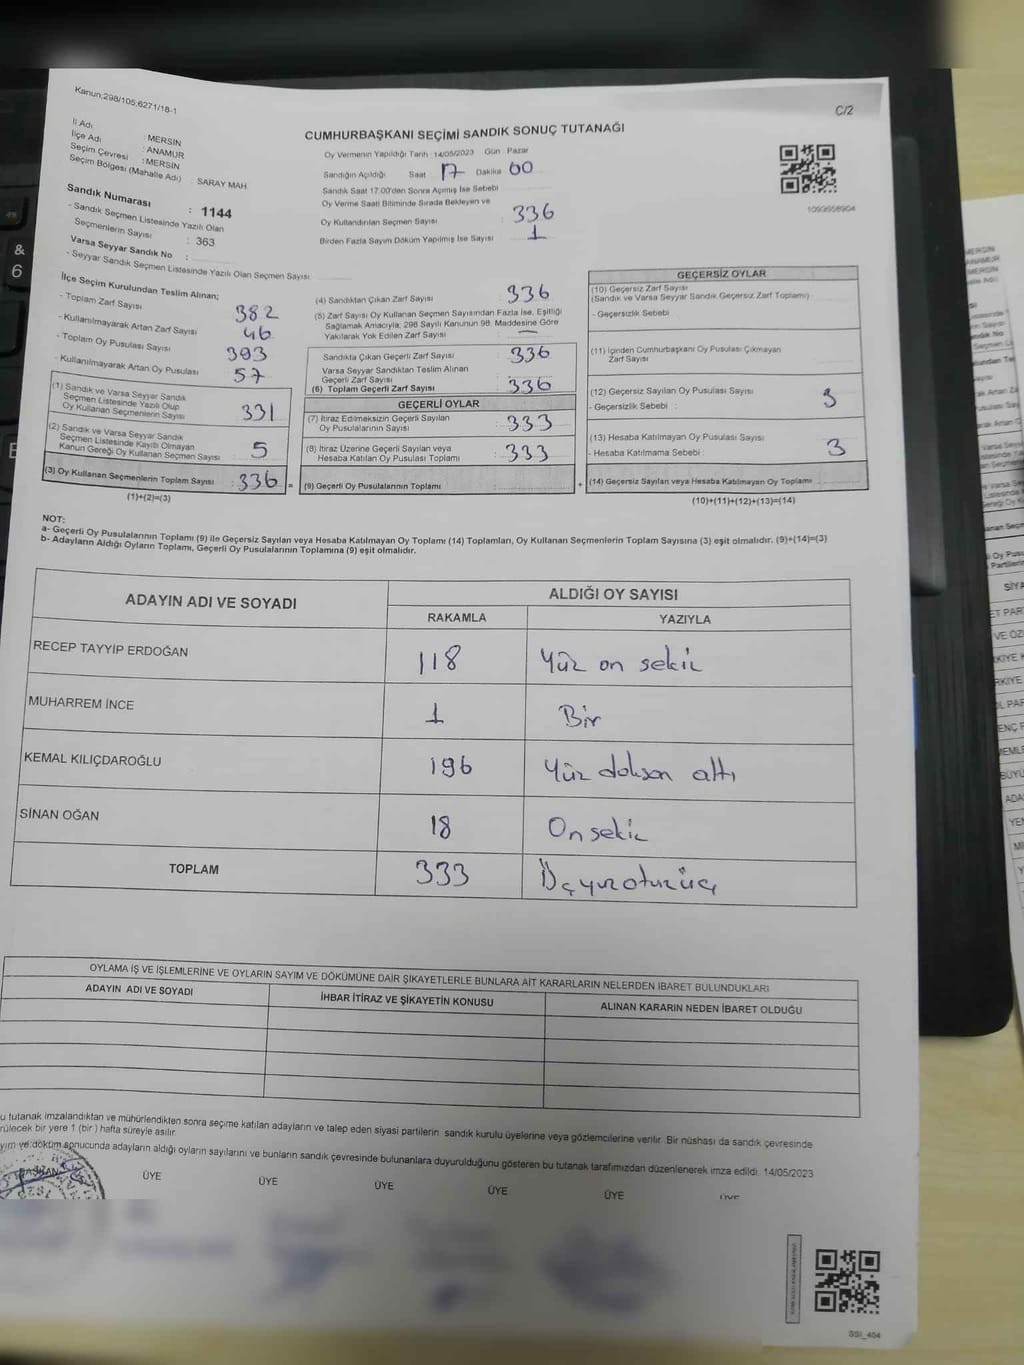 Kanun;298/105;6271/18-1
C/2
İl Adı : MERSİN
İlçe Adı : ANAMUR
Seçim Çevresi : MERSİN
Seçim Bölgesi (Mahalle Adı) : SARAY MAH.
Sandık Numarası : 1144
- Sandık Seçmen Listesinde Yazılı Olan
Seçmenlerin Sayısı : 363
Varsa Seyyar Sandık No :
- Seyyar Sandık Seçmen Listesinde Yazılı Olan Seçmen Sayısı
CUMHURBAŞKANI SEÇİMİ SANDIK SONUÇ TUTANAĞI
Oy Vermenin Yapıldığı Tarih : 14/05/2023 Gün Pazar
Sandığın Açıldığı Saat 17 Dakika 00
Sandık Saat 17:00'den Sonra Açılmış İse Sebebi
Oy Verme Saati Bitiminde Sırada Bekleyen ve
Oy Kullandırılan Seçmen Sayısı 336
Birden Fazla Sayım Döküm Yapılmış İse Sayısı 1
1093658904
İlçe Seçim Kurulundan Teslim Alınan;
- Toplam Zarf Sayısı 382
- Kullanılmayarak Artan Zarf Sayısı 46
- Toplam Oy Pusulası Sayısı 393
- Kullanılmayarak Artan Oy Pusulası 57
(1) Sandık ve Varsa Seyyar Sandık
Seçmen Listesinde Yazılı Olup
Oy Kullanan Seçmenlerin Sayısı 331
(2) Sandık ve Varsa Seyyar Sandık
Seçmen Listesinde Kayıtlı Olmayan
Kanun Gereği Oy Kullanan Seçmen Sayısı 5
(3) Oy Kullanan Seçmenlerin Toplam Sayısı : 336 =
(1)+(2)=(3)
(4) Sandıktan Çıkan Zarf Sayısı 336
(5) Zarf Sayısı Oy Kullanan Seçmen Sayısından Fazla İse, Eşitliği
Sağlamak Amacıyla; 298 Sayılı Kanunun 98. Maddesine Göre
Yakılarak Yok Edilen Zarf Sayısı : —
Sandıkta Çıkan Geçerli Zarf Sayısı 336
Varsa Seyyar Sandıktan Teslim Alınan
Geçerli Zarf Sayısı
(6) Toplam Geçerli Zarf Sayısı 336
GEÇERLİ OYLAR
(7) İtiraz Edilmeksizin Geçerli Sayılan
Oy Pusulalarının Sayısı 333
(8) İtiraz Üzerine Geçerli Sayılan veya
Hesaba Katılan Oy Pusulası Toplamı 333
(9) Geçerli Oy Pusulalarının Toplamı +
GEÇERSİZ OYLAR
(10) Geçersiz Zarf Sayısı
(Sandık ve Varsa Seyyar Sandık Geçersiz Zarf Toplamı)
- Geçersizlik Sebebi
(11) İçinden Cumhurbaşkanı Oy Pusulası Çıkmayan
Zarf Sayısı
(12) Geçersiz Sayılan Oy Pusulası Sayısı 3
- Geçersizlik Sebebi :
(13) Hesaba Katılmayan Oy Pusulası Sayısı 3
- Hesaba Katılmama Sebebi :
(14) Geçersiz Sayılan veya Hesaba Katılmayan Oy Toplamı
(10)+(11)+(12)+(13)=(14)
NOT:
a- Geçerli Oy Pusulalarının Toplamı (9) ile Geçersiz Sayılan veya Hesaba Katılmayan Oy Toplamı (14) Toplamları, Oy Kullanan Seçmenlerin Toplam Sayısına (3) eşit olmalıdır. (9)+(14)=(3)
b- Adayların Aldığı Oyların Toplamı, Geçerli Oy Pusulalarının Toplamına (9) eşit olmalıdır.
ADAYIN ADI VE SOYADI
ALDIĞI OY SAYISI
RAKAMLA YAZIYLA
RECEP TAYYİP ERDOĞAN 118 Yüz on sekiz
MUHARREM İNCE 1 Bir
KEMAL KILIÇDAROĞLU 196 Yüz doksan altı
SİNAN OĞAN 18 Onsekiz
TOPLAM 333 Üçyüzotuzüç
OYLAMA İŞ VE İŞLEMLERİNE VE OYLARIN SAYIM VE DÖKÜMÜNE DAİR ŞİKAYETLERLE BUNLARA AİT KARARLARIN NELERDEN İBARET BULUNDUKLARI
ADAYIN ADI VE SOYADI İHBAR İTİRAZ VE ŞİKAYETİN KONUSU ALINAN KARARIN NEDEN İBARET OLDUĞU
u tutanak imzalandıktan ve mühürlendikten sonra seçime katılan adayların ve talep eden siyasi partilerin sandık kurulu üyelerine veya gözlemcilerine verilir. Bir nüshası da sandık çevresinde
rülecek bir yere 1 (bir) hafta süreyle asılır.
yım ve döküm sonucunda adayların aldığı oyların sayılarını ve bunların sandık çevresinde bulunanlara duyurulduğunu gösteren bu tutanak tarafımızdan düzenlenerek imza edildi. 14/05/2023
BAŞKAN ÜYE ÜYE ÜYE ÜYE ÜYE ÜYE
SSI_404